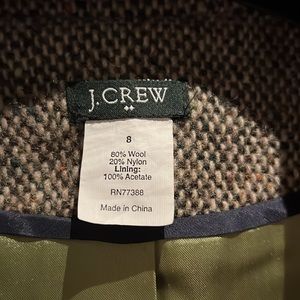 J.CREW
8
80% Wool
20% Nylon
Lining:
100% Acetate
RN77388
Made in China